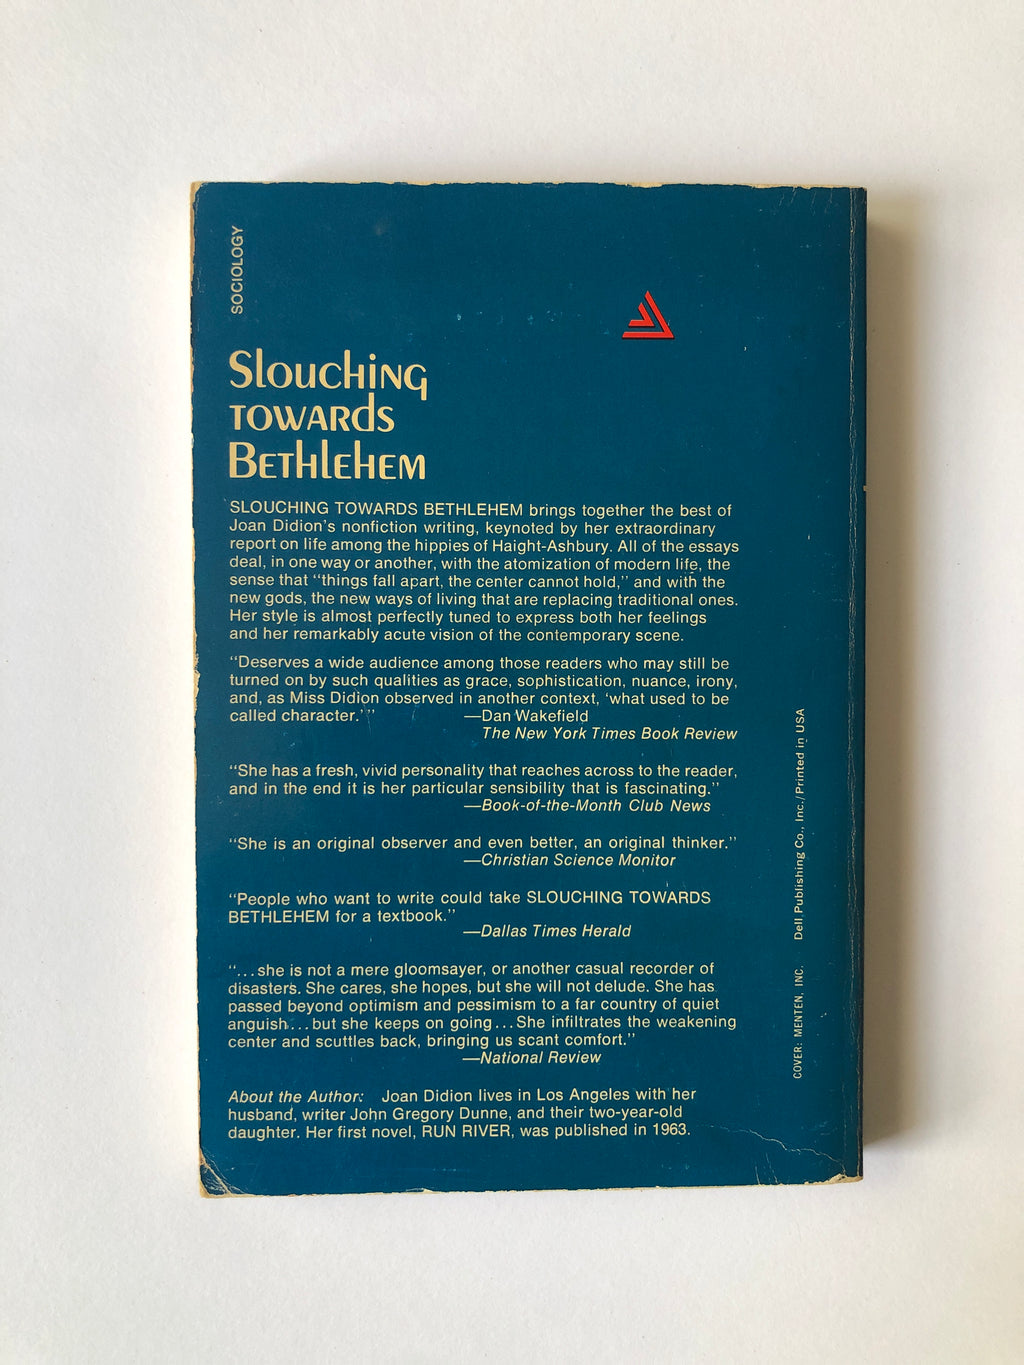 SOCIOLOGY
Slouching
TOWARds
BETHLEHEM
SLOUCHING TOWARDS BETHLEHEM brings together the best of
Joan Didion's nonfiction writing, keynoted by her extraordinary
report on life among the hippies of Haight-Ashbury. All of the essays
deal, in one way or another, with the atomization of modern life, the
sense that "things fall apart, the center cannot hold," and with the
new gods, the new ways of living that are replacing traditional ones.
Her style is almost perfectly tuned to express both her feelings
and her remarkably acute vision of the contemporary scene.
"Deserves a wide audience among those readers who may still be
turned on by such qualities as grace, sophistication, nuance, irony,
and, as Miss Didion observed in another context, 'what used to be
called character.'" —Dan Wakefield
The New York Times Book Review
"She has a fresh, vivid personality that reaches across to the reader,
and in the end it is her particular sensibility that is fascinating."
—Book-of-the-Month Club News
"She is an original observer and even better, an original thinker."
—Christian Science Monitor
"People who want to write could take SLOUCHING TOWARDS
BETHLEHEM for a textbook."
—Dallas Times Herald
"...she is not a mere gloomsayer, or another casual recorder of
disasters. She cares, she hopes, but she will not delude. She has
passed beyond optimism and pessimism to a far country of quiet
anguish...but she keeps on going...She infiltrates the weakening
center and scuttles back, bringing us scant comfort."
—National Review
About the Author: Joan Didion lives in Los Angeles with her
husband, writer John Gregory Dunne, and their two-year-old
daughter. Her first novel, RUN RIVER, was published in 1963.
COVER: MENTEN, INC. Dell Publishing Co., Inc./Printed in USA